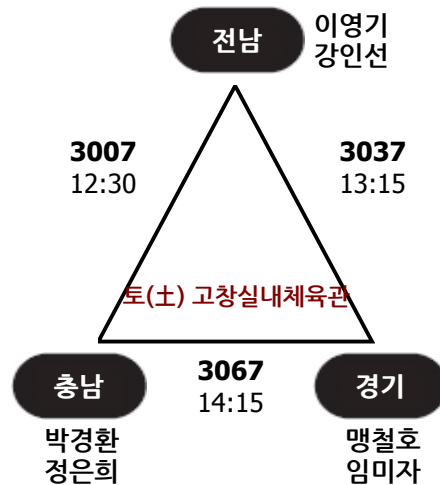 전남
이영기
강인선
3007
12:30
3037
13:15
토(土) 고창실내체육관
충남
3067
14:15
경기
박경환
정은희
맹철호
임미자